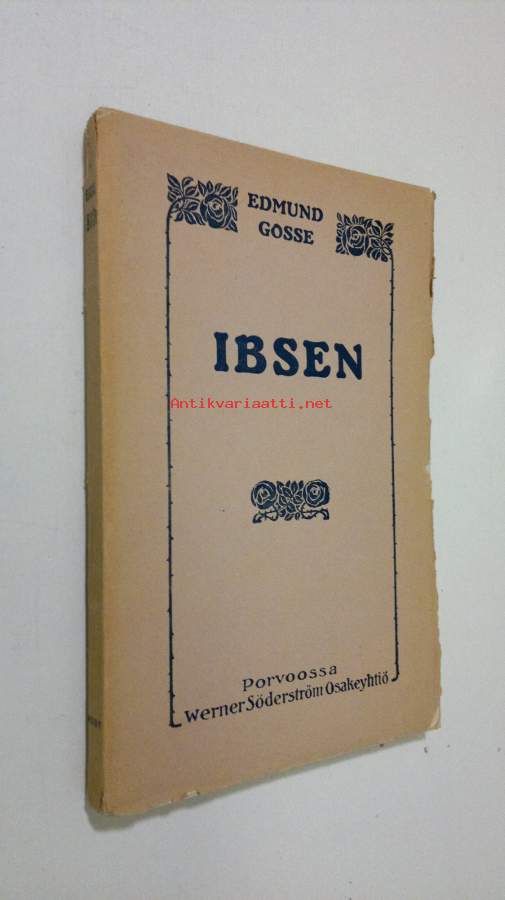 EDMUND
GOSSE
IBSEN
Antikvariaatti.net
Porvoossa
Werner Söderström Osakeyhtiö